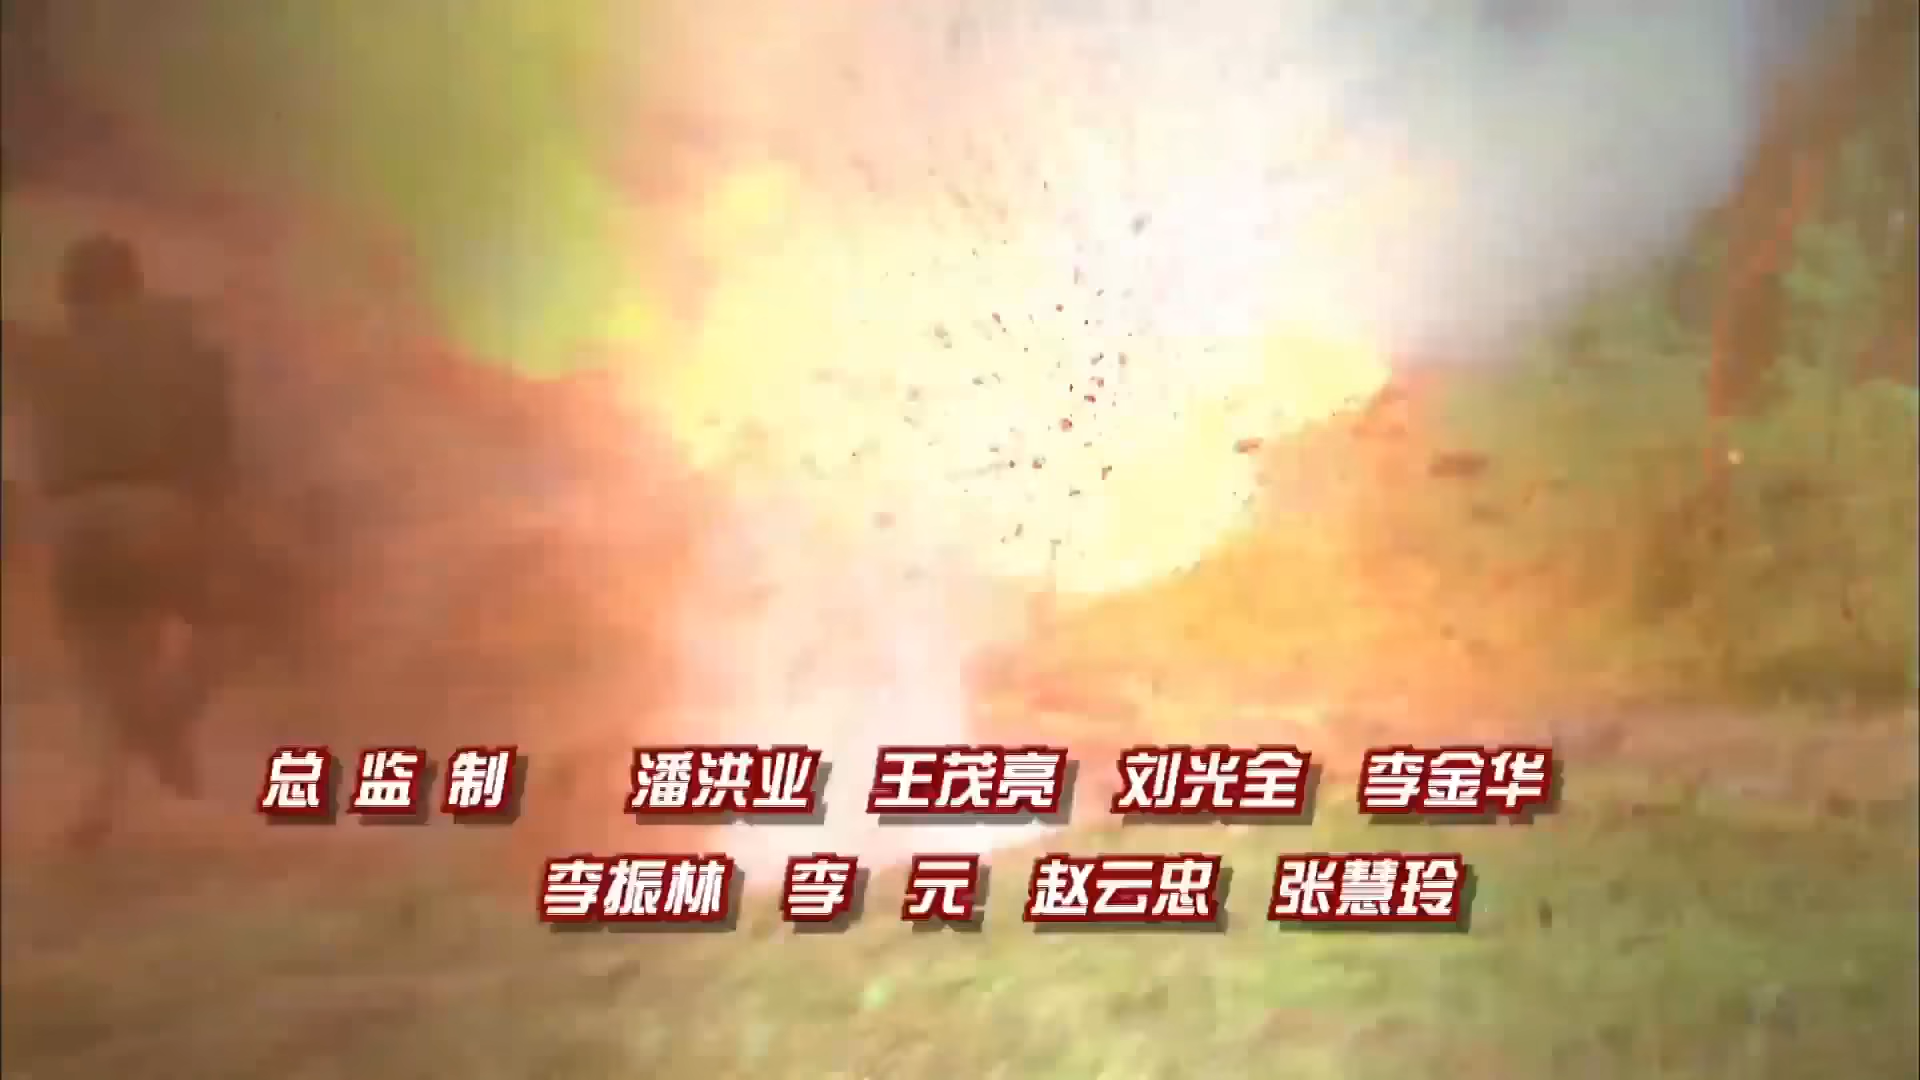 总 监 制 潘洪业 王茂亮 刘光全 李金华
李振林 李 元 赵云忠 张慧玲